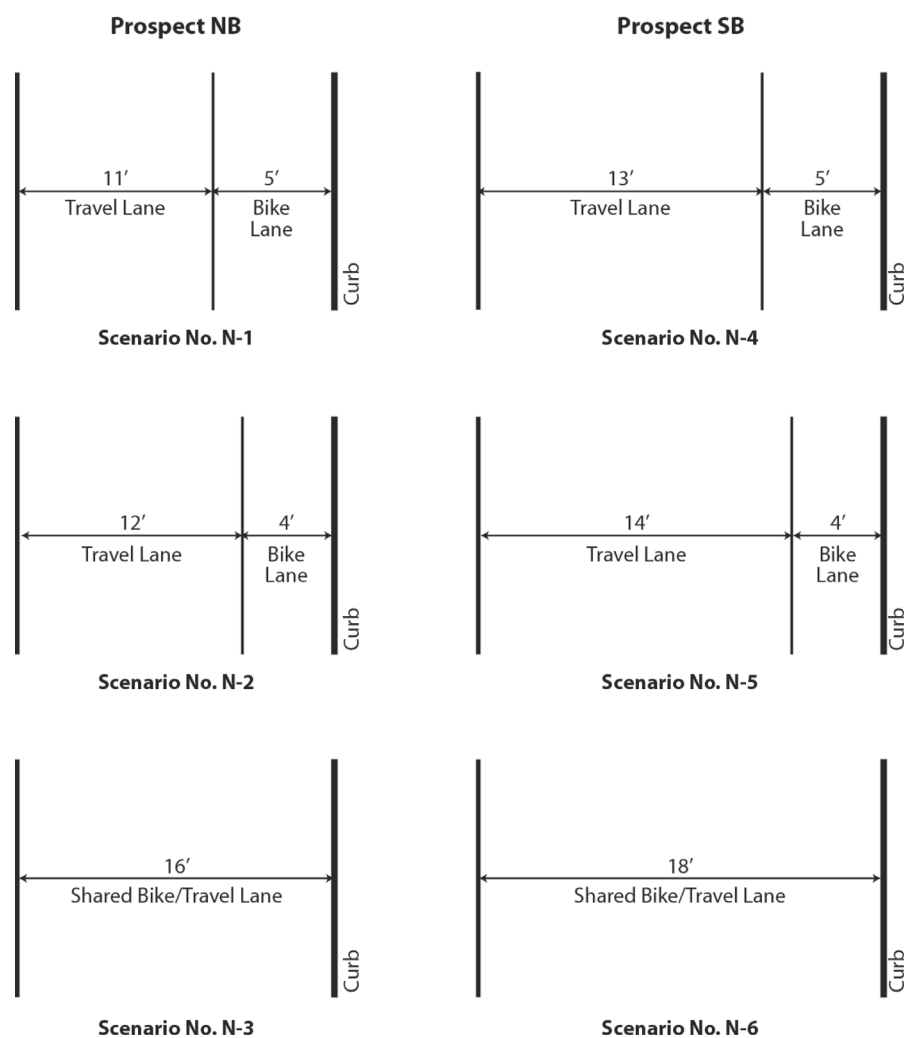 Prospect NB
Prospect SB
11′
5′
Travel Lane
Bike
Lane
Curb
Scenario No. N-1
13′
5′
Travel Lane
Bike
Lane
Curb
Scenario No. N-4
12′
4′
Travel Lane
Bike
Lane
Curb
Scenario No. N-2
14′
4′
Travel Lane
Bike
Lane
Curb
Scenario No. N-5
16′
Shared Bike/Travel Lane
Curb
Scenario No. N-3
18′
Shared Bike/Travel Lane
Curb
Scenario No. N-6